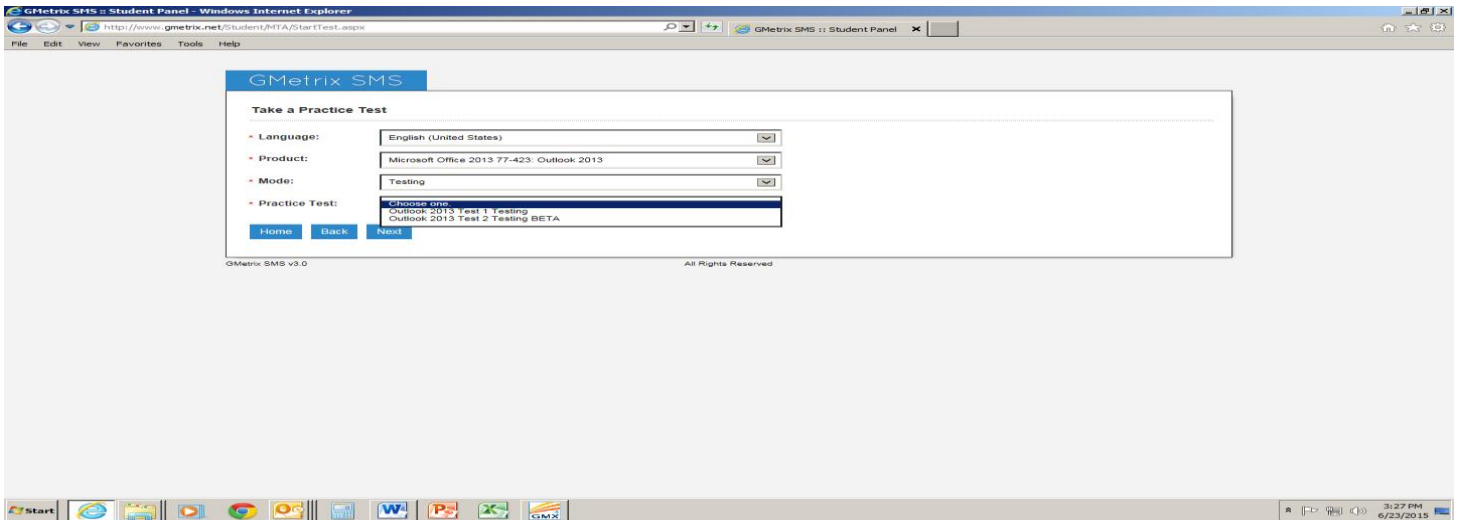 GMetrix SMS :: Student Panel - Windows Internet Explorer
http://www.gmetrix.net/Student/MTA/StartTest.aspx
GMetrix SMS :: Student Panel
File Edit View Favorites Tools Help
GMetrix SMS
Take a Practice Test
* Language: English (United States)
* Product: Microsoft Office 2013 77-423: Outlook 2013
* Mode: Testing
* Practice Test: Choose one.
Outlook 2013 Test 1 Testing
Outlook 2013 Test 2 Testing BETA
Home Back Next
GMetrix SMS v3.0 All Rights Reserved
Start GMX 3:27 PM
6/23/2015